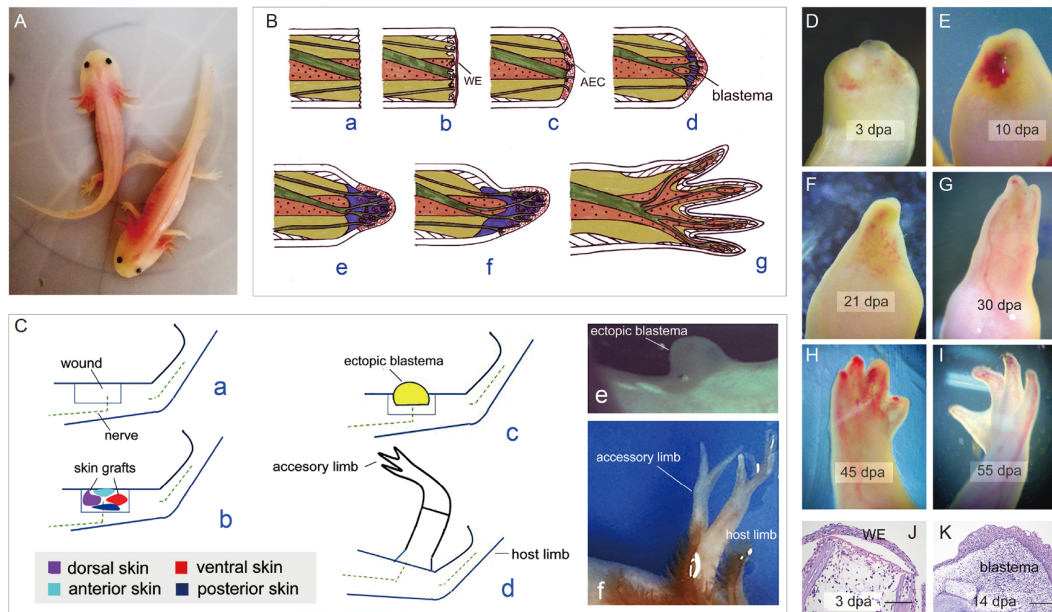 A
B
WE
AEC
blastema
a
b
c
d
e
f
g
C
wound
nerve
a
skin grafts
b
ectopic blastema
c
accesory limb
host limb
d
dorsal skin
ventral skin
anterior skin
posterior skin
ectopic blastema
e
accessory limb
host limb
f
D
3 dpa
E
10 dpa
F
21 dpa
G
30 dpa
H
45 dpa
I
55 dpa
WE
J
3 dpa
K
blastema
14 dpa